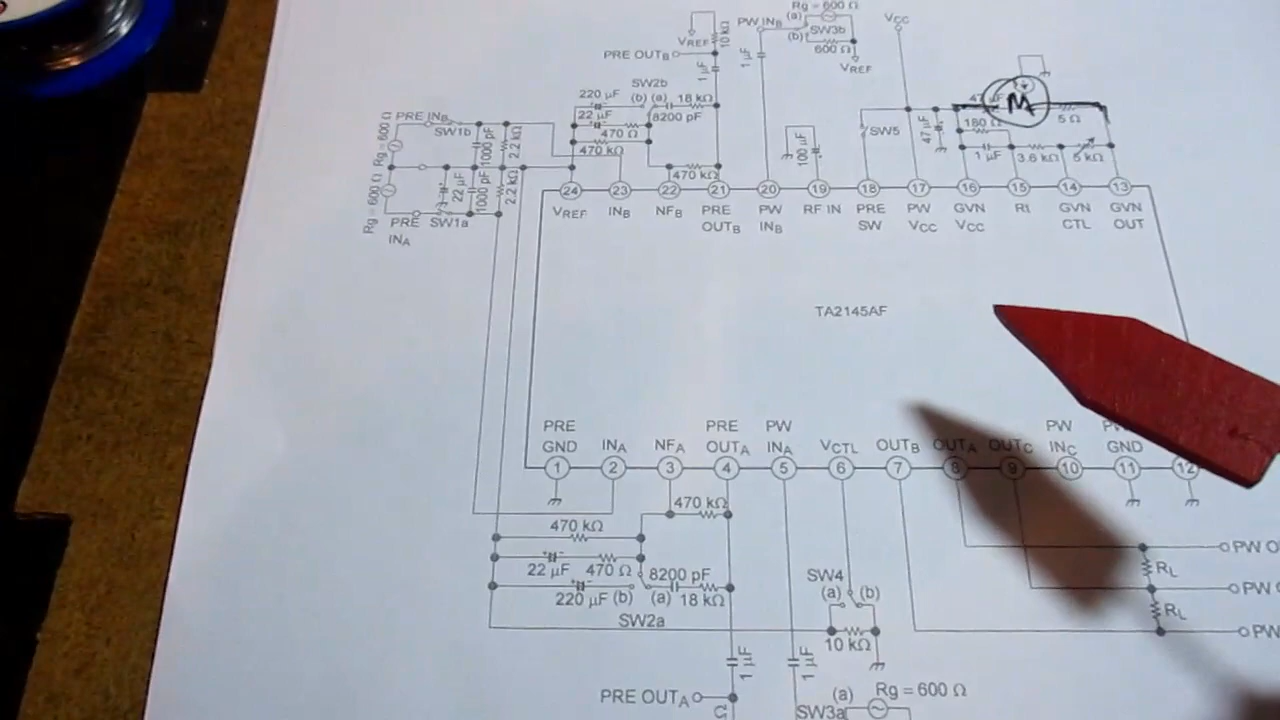 Rg = 600 Ω
PW INB
(a)
SW3b
(b)
600 Ω
VREF
VCC
VREF
10 kΩ
PRE OUTB
1 μF
1 μF
SW2b
220 μF
(b) (a)
18 kΩ
22 μF
8200 pF
470 Ω
470 kΩ
470 kΩ
PRE INB
SW1b
Rg = 600 Ω
1000 pF
2.2 kΩ
22 μF
1000 pF
2.2 kΩ
Rg = 600 Ω
PRE
INA
SW1a
100 μF
SW5
47 μF
M
5 Ω
180 Ω
1 μF
3.6 kΩ
5 kΩ
24 23 22 21 20 19 18 17 16 15 14 13
VREF
INB
NFB
PRE
OUTB
PW
INB
RF IN
PRE
SW
PW
VCC
GVN
VCC
RI
GVN
CTL
GVN
OUT
TA2145AF
PRE
GND
INA
NFA
PRE
OUTA
PW
INA
VCTL
OUTB
OUTA
OUTC
PW
INC
GND
1 2 3 4 5 6 7 8 9 10 11 12
470 kΩ
470 kΩ
22 μF
470 Ω
8200 pF
220 μF (b)
(a) 18 kΩ
SW2a
SW4
(a) (b)
10 kΩ
PW O
RL
PW
RL
PW
1 μF
1 μF
PRE OUTA
SW3a
(a)
Rg = 600 Ω